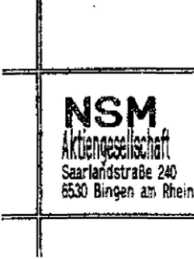 NSM
Aktiengesellschaft
Saarlandstraße 240
6530 Bingen am Rhein